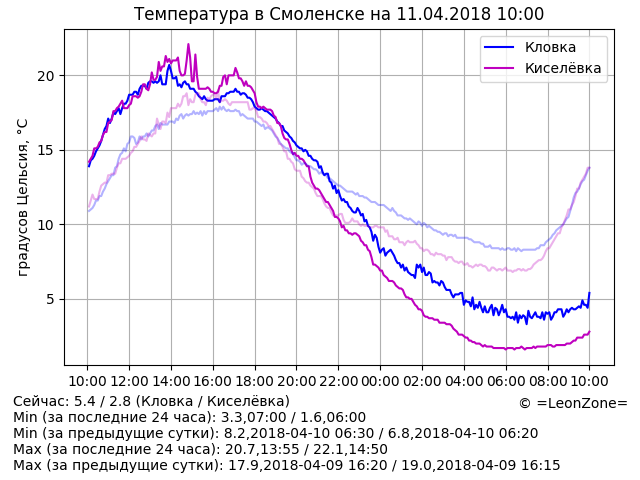 Температура в Смоленске на 11.04.2018 10:00
Кловка
Киселёвка
градусов Цельсия, °C
20
15
10
5
10:00 12:00 14:00 16:00 18:00 20:00 22:00 00:00 02:00 04:00 06:00 08:00 10:00
Сейчас: 5.4 / 2.8 (Кловка / Киселёвка)
© =LeonZone=
Min (за последние 24 часа): 3.3,07:00 / 1.6,06:00
Min (за предыдущие сутки): 8.2,2018-04-10 06:30 / 6.8,2018-04-10 06:20
Max (за последние 24 часа): 20.7,13:55 / 22.1,14:50
Max (за предыдущие сутки): 17.9,2018-04-09 16:20 / 19.0,2018-04-09 16:15